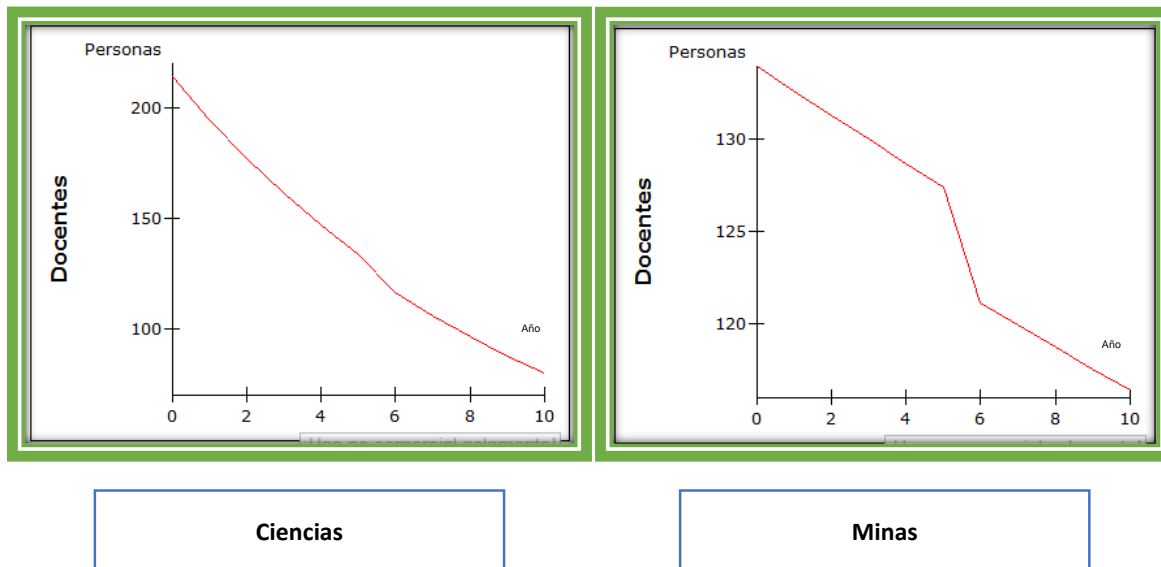 Personas
200
150
100
Docentes
Año
0 2 4 6 8 10
Personas
130
125
120
Docentes
Año
0 2 4 6 8 10
Ciencias
Minas